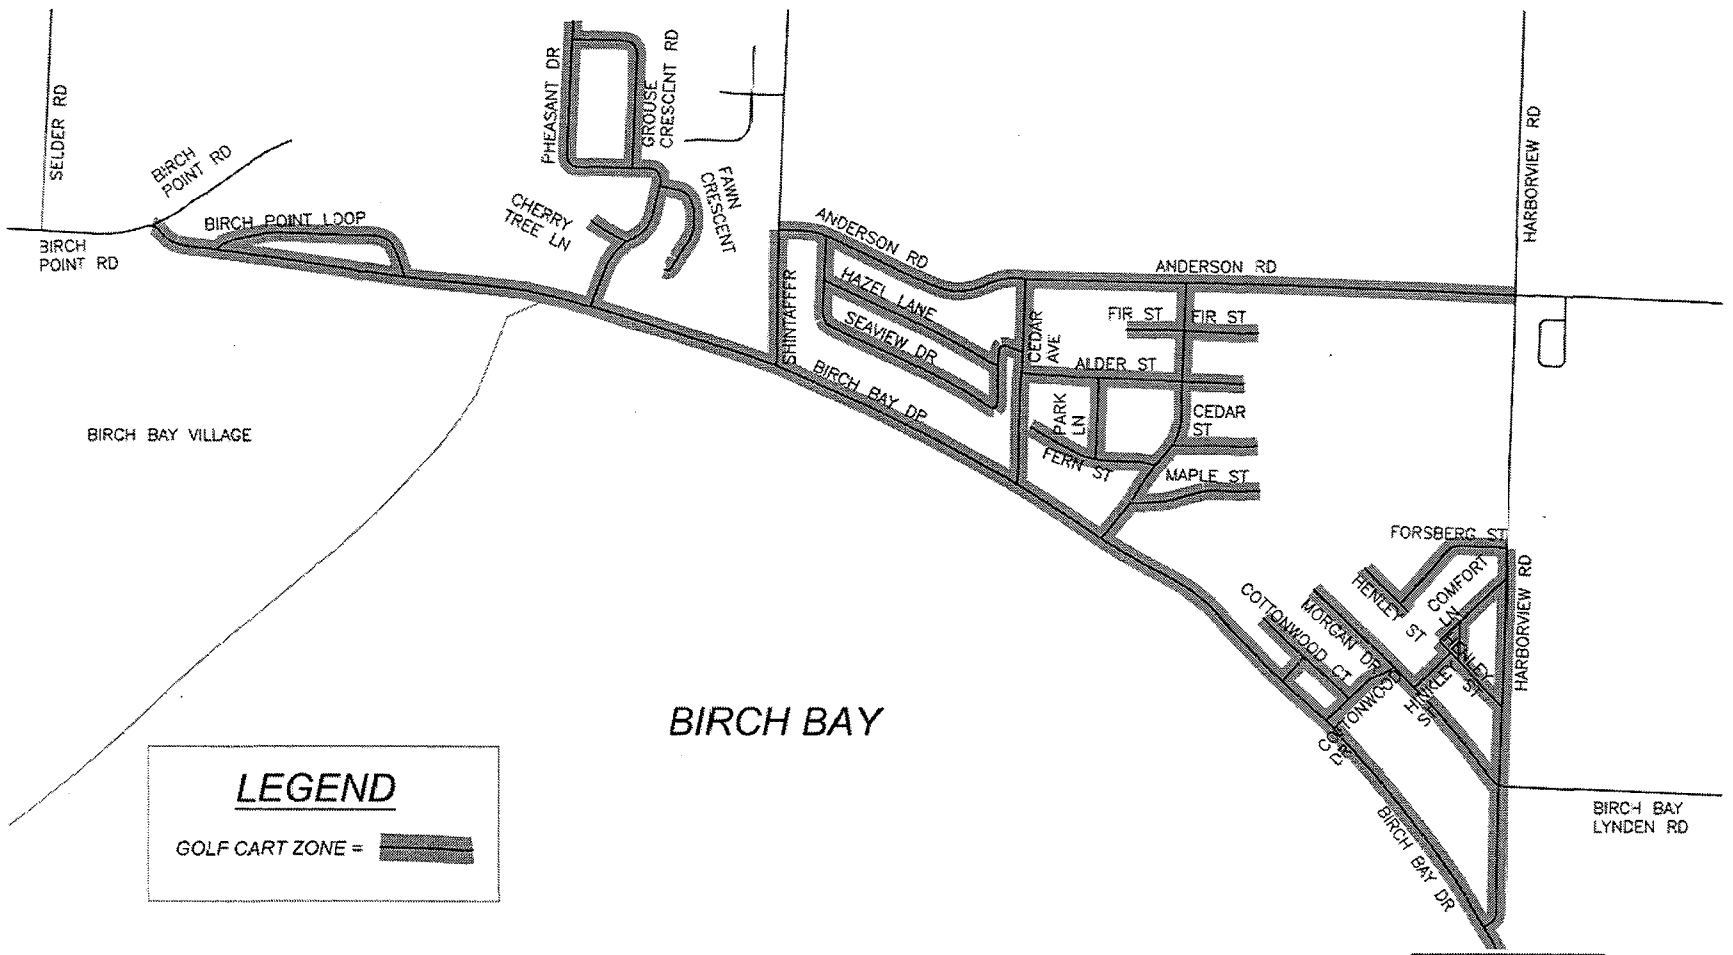 SELDER RD
BIRCH
POINT RD
BIRCH
POINT RD
BIRCH POINT LOOP
PHEASANT DR
GROUSE
CRESCENT RD
FAWN
CRESCENT
CHERRY
TREE LN
ANDERSON RD
HAZEL LANE
SEAVIEW DR
BIRCH BAY DR
CEDAR
AVE
ANDERSON RD
FIR ST
FIR ST
ALDER ST
PARK
LN
CEDAR
ST
FERN ST
MAPLE ST
HARBORVIEW RD
BIRCH BAY VILLAGE
FORSBERG ST
COMFORT
LN
HENLEY ST
HENLEY
ST
HARBORVIEW RD
MORGAN DR
COTTONWOOD CT
COTTONWOOD
DR
HINKLEY
ST
BIRCH BAY
LYNDEN RD
BIRCH BAY DR
BIRCH BAY
LEGEND
GOLF CART ZONE =